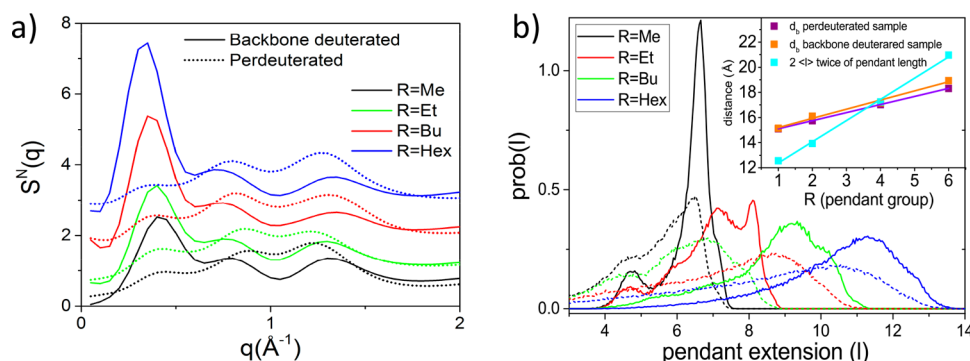 a)
Backbone deuterated
Perdeuterated
R=Me
R=Et
R=Bu
R=Hex
S^N(q)
8
6
4
2
0
0 1 2
q(Å⁻¹)
b)
R=Me
R=Et
R=Bu
R=Hex
prob(l)
1.0
0.5
0.0
4 6 8 10 12 14
pendant extension (l)
d_b perdeuterated sample
d_b backbone deuterared sample
2 <l> twice of pendant length
distance (Å)
22
20
18
16
14
12
1 2 3 4 5 6
R (pendant group)